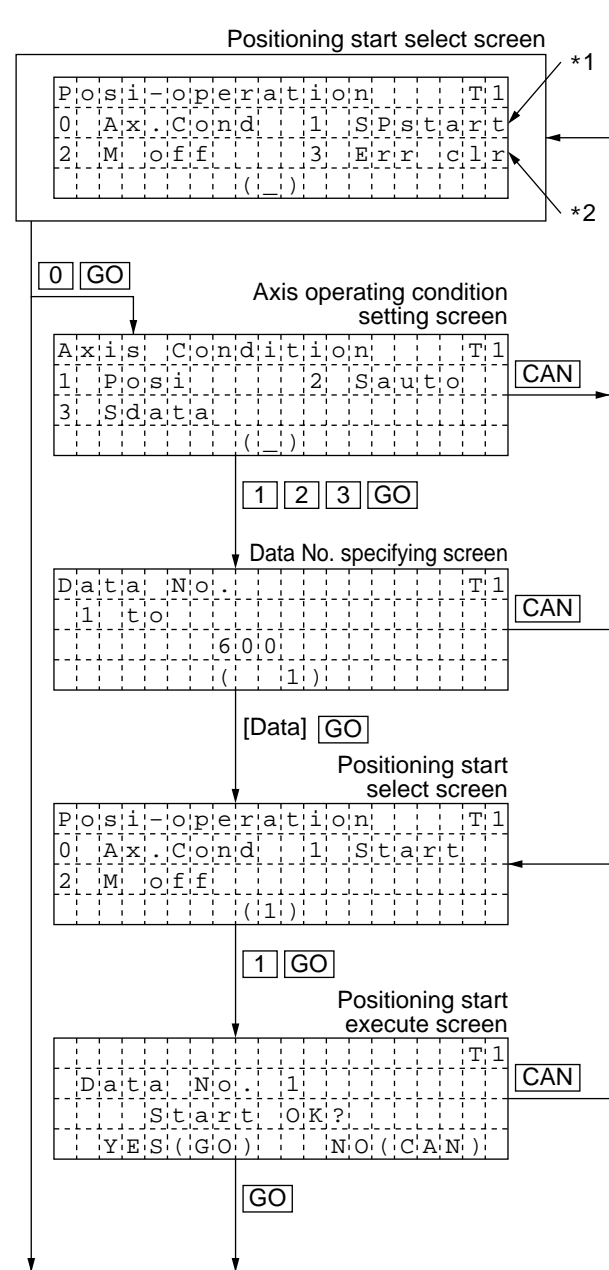 Positioning start select screen
*1
Posi-operation T1
0 Ax.Cond 1 SPstart
2 M off 3 Err clr
(_)
*2
0 GO
Axis operating condition
setting screen
Axis Condition T1
1 Posi 2 Sauto
3 Sdata
(_)
CAN
1 2 3 GO
Data No. specifying screen
Data No. T1
1 to
600
( 1)
CAN
[Data] GO
Positioning start
select screen
Posi-operation T1
0 Ax.Cond 1 Start
2 M off
(1)
1 GO
Positioning start
execute screen
T1
Data No. 1
Start OK?
YES(GO) NO(CAN)
CAN
GO